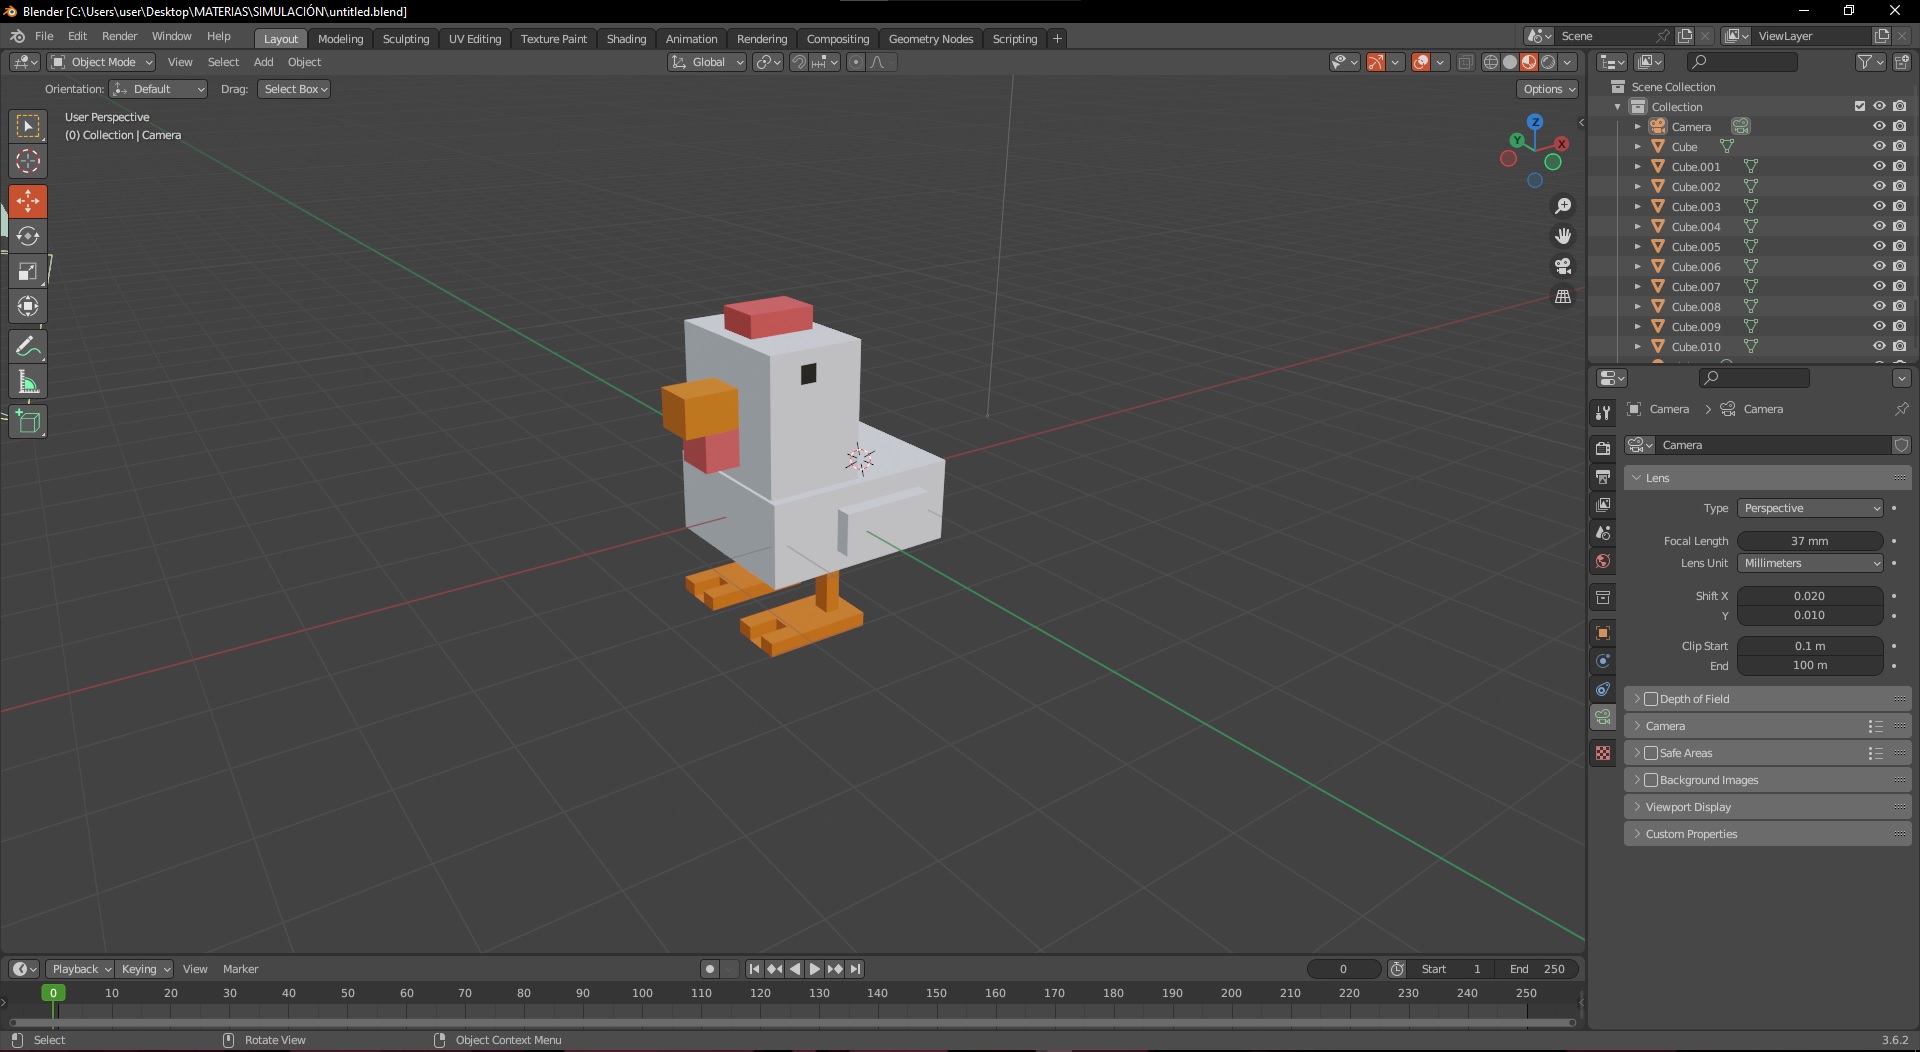 Blender [C:\Users\user\Desktop\MATERIAS\SIMULACIÓN\untitled.blend]
File Edit Render Window Help Layout Modeling Sculpting UV Editing Texture Paint Shading Animation Rendering Compositing Geometry Nodes Scripting + Scene ViewLayer
Object Mode View Select Add Object Global
Orientation: Default Drag: Select Box Options
User Perspective
(0) Collection | Camera
Z
Y
X
Scene Collection
Collection
Camera
Cube
Cube.001
Cube.002
Cube.003
Cube.004
Cube.005
Cube.006
Cube.007
Cube.008
Cube.009
Cube.010
Camera > Camera
Camera
Lens
Type Perspective
Focal Length 37 mm
Lens Unit Millimeters
Shift X 0.020
Y 0.010
Clip Start 0.1 m
End 100 m
Depth of Field
Camera
Safe Areas
Background Images
Viewport Display
Custom Properties
Playback Keying View Marker 0 Start 1 End 250
0 10 20 30 40 50 60 70 80 90 100 110 120 130 140 150 160 170 180 190 200 210 220 230 240 250
Select Rotate View Object Context Menu 3.6.2